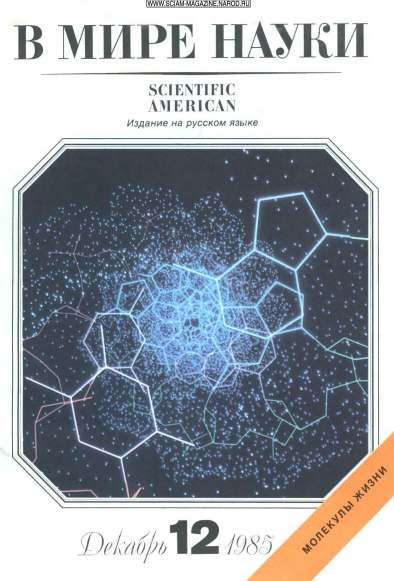 WWW.SCIAM-MAGAZINE.NAROD.RU
В МИРЕ НАУКИ
SCIENTIFIC
AMERICAN
Издание на русском языке
МОЛЕКУЛЫ ЖИЗНИ
Декабрь 12 1985